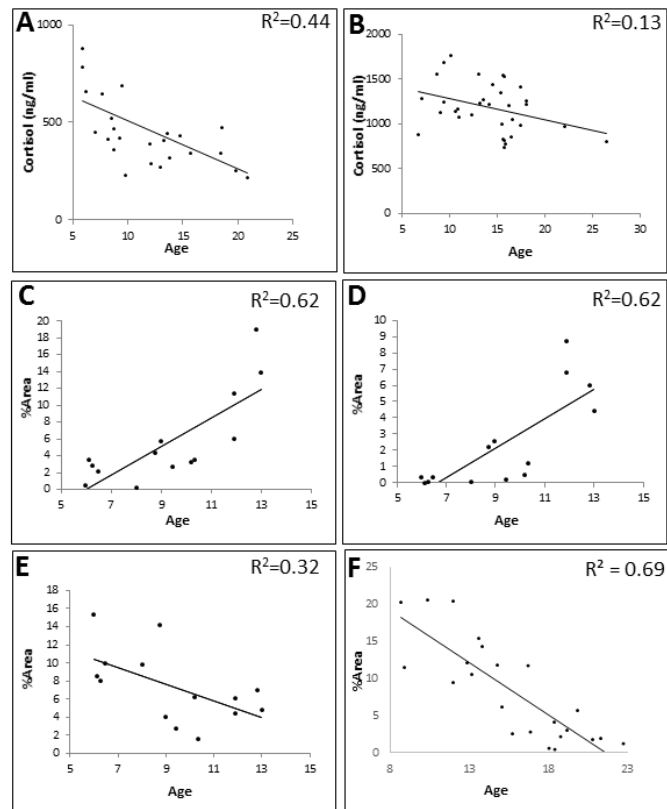 A
R²=0.44
1000
500
0
Cortisol (ng/ml)
5 10 15 20 25
Age
B
R²=0.13
2000
1500
1000
500
0
Cortisol (ng/ml)
5 10 15 20 25 30
Age
C
R²=0.62
20
18
16
14
12
10
8
6
4
2
0
%Area
5 7 9 11 13 15
Age
D
R²=0.62
10
9
8
7
6
5
4
3
2
1
0
%Area
5 7 9 11 13 15
Age
E
R²=0.32
18
16
14
12
10
8
6
4
2
0
%Area
5 7 9 11 13 15
Age
F
R² = 0.69
25
20
15
10
5
0
%Area
8 13 18 23
Age